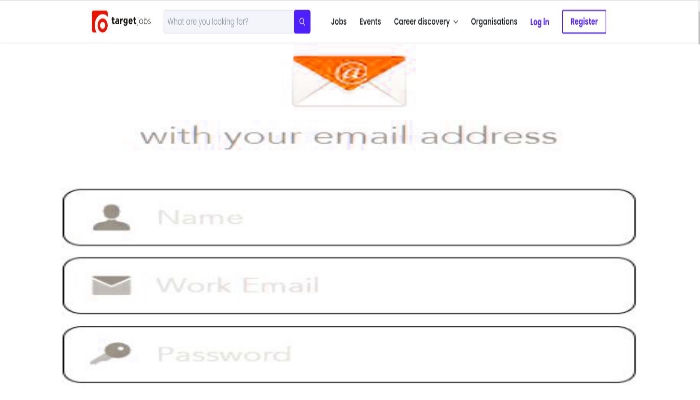 targetjobs What are you looking for? Jobs Events Career discovery Organisations Log in Register
@
with your email address
Name
Work Email
Password